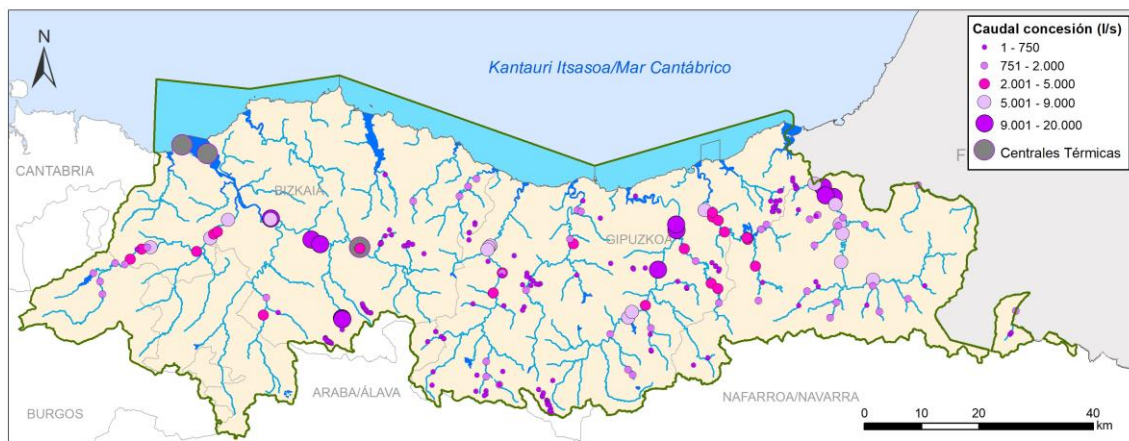 N
Kantauri Itsasoa/Mar Cantábrico
Caudal concesión (l/s)
1 - 750
751 - 2.000
2.001 - 5.000
5.001 - 9.000
9.001 - 20.000
Centrales Térmicas
CANTABRIA
F
BIZKAIA
GIPUZKOA
ARABA/ÁLAVA
NAFARROA/NAVARRA
BURGOS
0 10 20 40
km